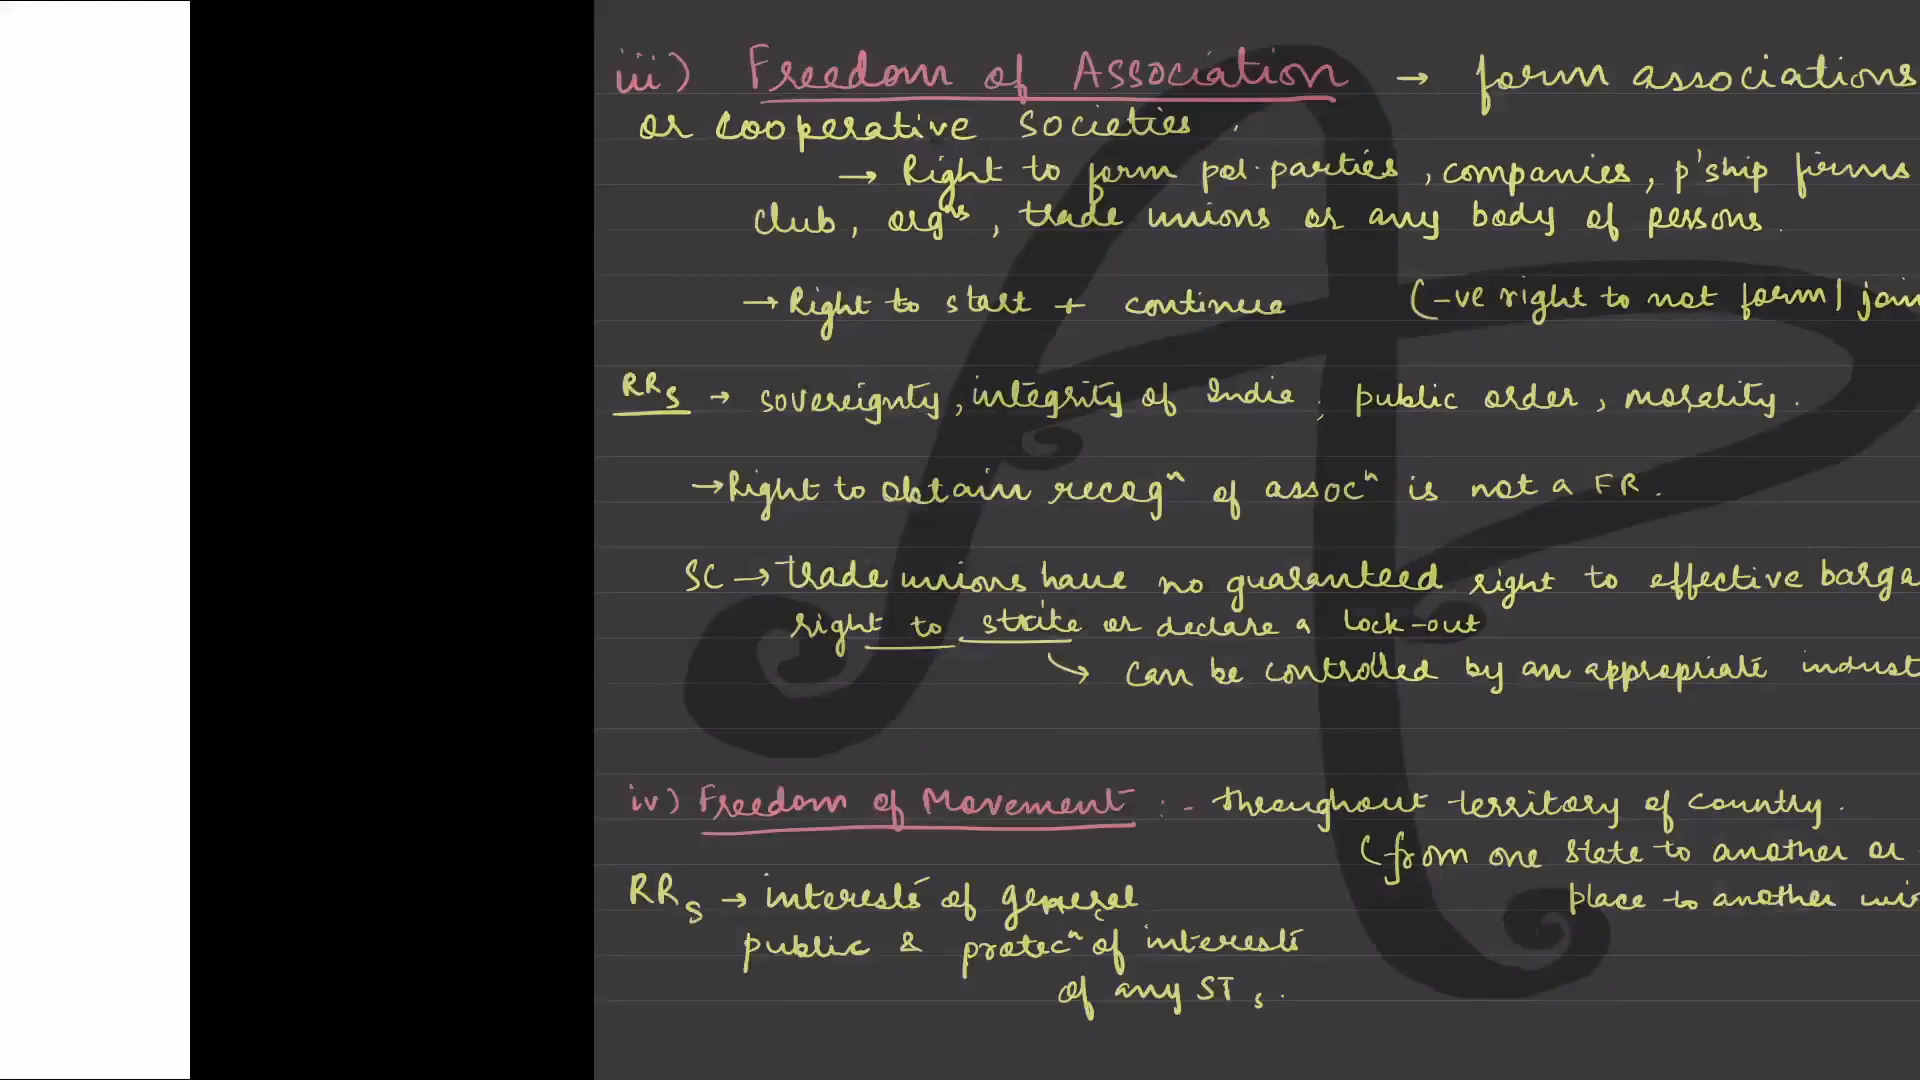 iii) Freedom of Association → form associations
or cooperative societies.
→ Right to form pol. parties, companies, p'ship firms
club, orgns, trade unions or any body of persons.
→ Right to start + continue (-ve right to not form / join
RRs → sovereignty, integrity of India, public order, morality.
→ Right to obtain recogn of assocn is not a FR.
SC → trade unions have no guaranteed right to effective barga
right to strike or declare a lock-out
↳ can be controlled by an appropriate indust
iv) Freedom of Movement :- throughout territory of country.
(from one state to another or
RRs → interests of general
place to another wi
public & protecn of interests
of any STs.